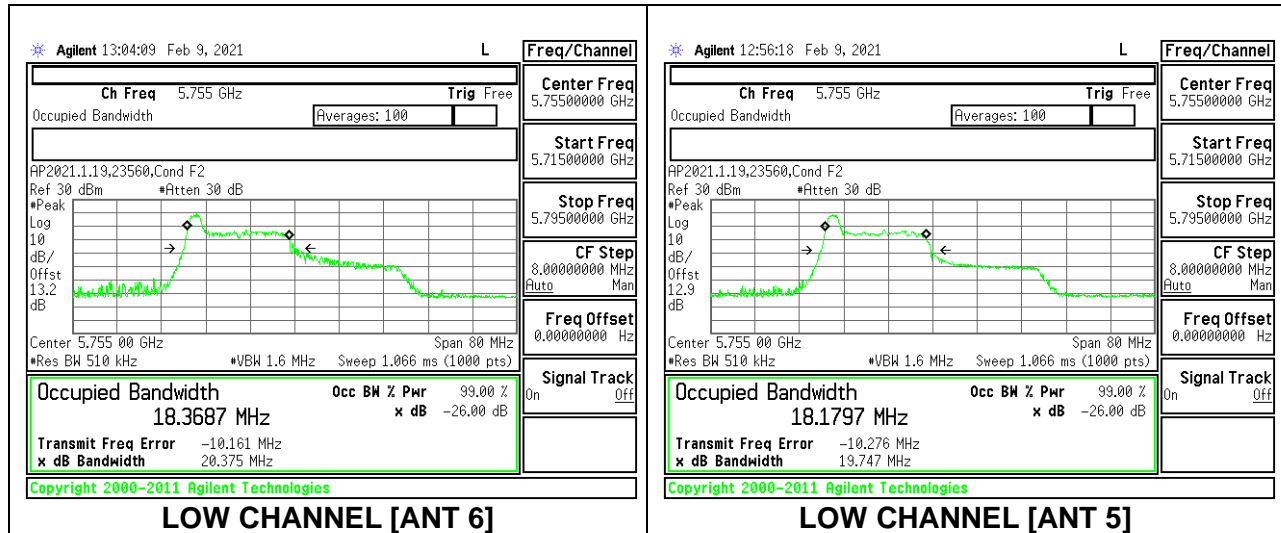 Agilent 13:04:09 Feb 9, 2021 L
Freq/Channel
Ch Freq 5.755 GHz Trig Free
Occupied Bandwidth Averages: 100
Center Freq
5.75500000 GHz
Start Freq
5.71500000 GHz
Stop Freq
5.79500000 GHz
CF Step
8.00000000 MHz
Auto Man
Freq Offset
0.00000000 Hz
Signal Track
On Off
AP2021.1.19,23560,Cond F2
Ref 30 dBm #Atten 30 dB
#Peak
Log
10
dB/
Offst
13.2
dB
Center 5.755 00 GHz Span 80 MHz
#Res BW 510 kHz #VBW 1.6 MHz Sweep 1.066 ms (1000 pts)
Occupied Bandwidth Occ BW % Pwr 99.00 %
18.3687 MHz x dB -26.00 dB
Transmit Freq Error -10.161 MHz
x dB Bandwidth 20.375 MHz
Copyright 2000-2011 Agilent Technologies
LOW CHANNEL [ANT 6]
Agilent 12:56:18 Feb 9, 2021 L
Freq/Channel
Ch Freq 5.755 GHz Trig Free
Occupied Bandwidth Averages: 100
Center Freq
5.75500000 GHz
Start Freq
5.71500000 GHz
Stop Freq
5.79500000 GHz
CF Step
8.00000000 MHz
Auto Man
Freq Offset
0.00000000 Hz
Signal Track
On Off
AP2021.1.19,23560,Cond F2
Ref 30 dBm #Atten 30 dB
#Peak
Log
10
dB/
Offst
12.9
dB
Center 5.755 00 GHz Span 80 MHz
#Res BW 510 kHz #VBW 1.6 MHz Sweep 1.066 ms (1000 pts)
Occupied Bandwidth Occ BW % Pwr 99.00 %
18.1797 MHz x dB -26.00 dB
Transmit Freq Error -10.276 MHz
x dB Bandwidth 19.747 MHz
Copyright 2000-2011 Agilent Technologies
LOW CHANNEL [ANT 5]